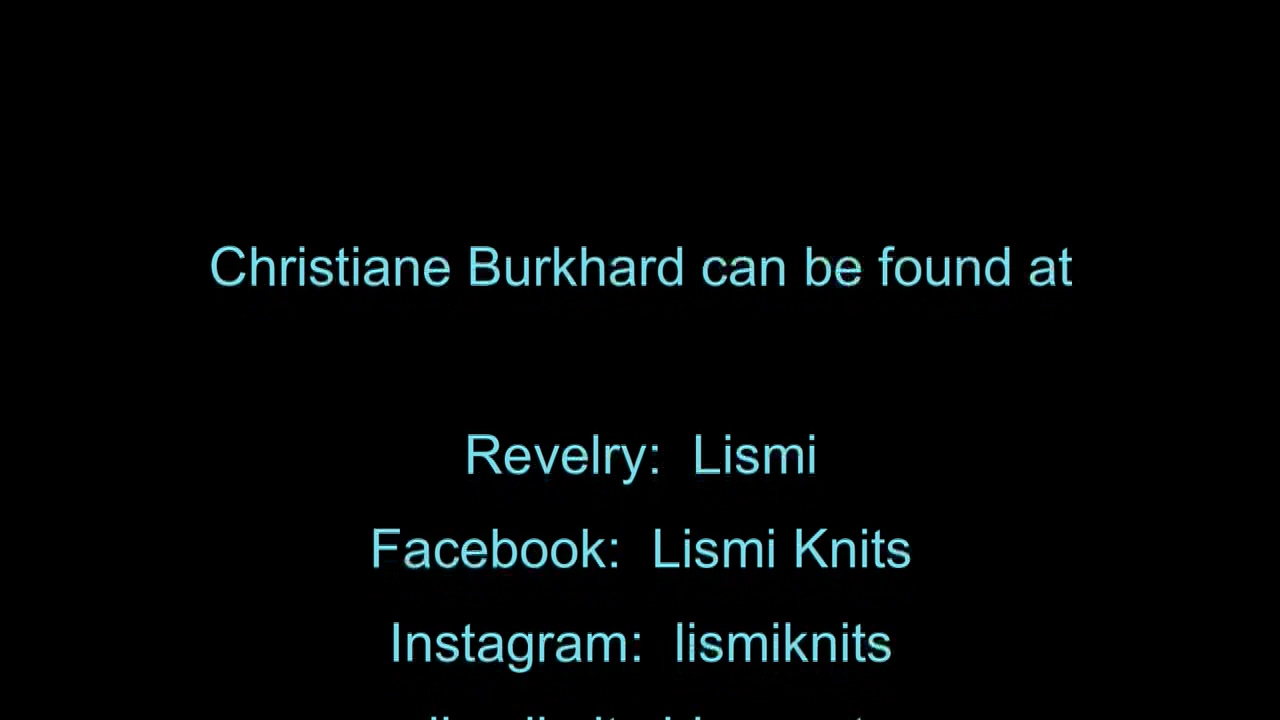 Christiane Burkhard can be found at
Revelry:  Lismi
Facebook:  Lismi Knits
Instagram:  lismiknits